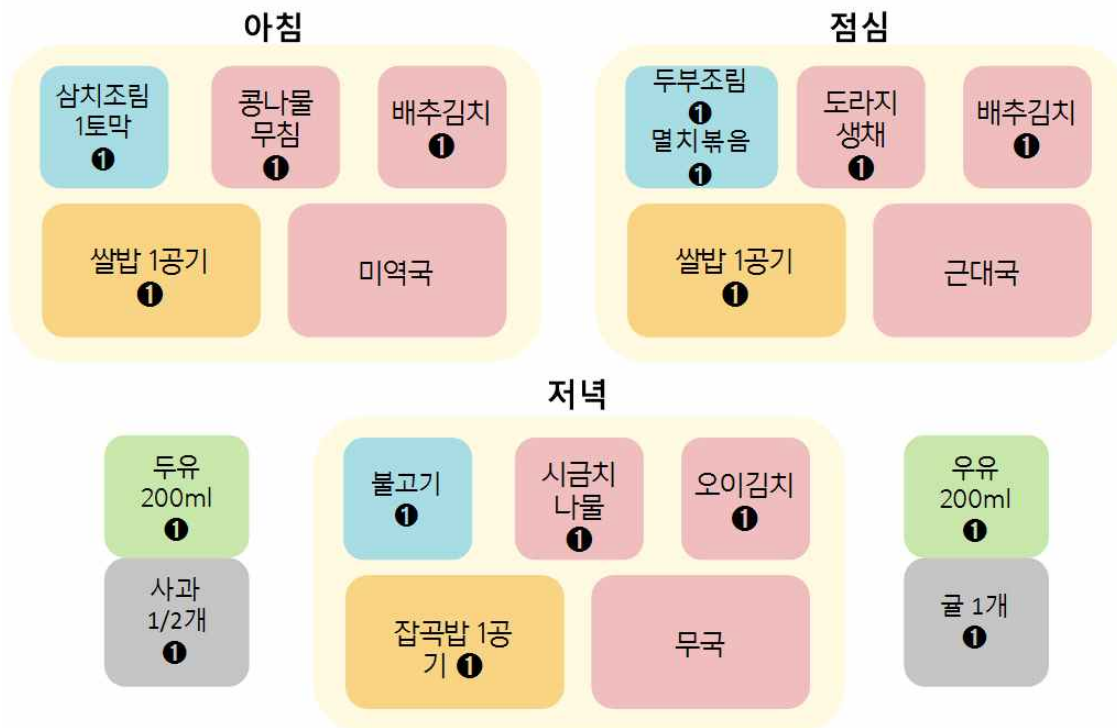 아침
삼치조림
1토막
❶
콩나물
무침
❶
배추김치
❶
쌀밥 1공기
❶
미역국
점심
두부조림
❶
멸치볶음
❶
도라지
생채
❶
배추김치
❶
쌀밥 1공기
❶
근대국
저녁
두유
200ml
❶
사과
1/2개
❶
불고기
❶
시금치
나물
❶
오이김치
❶
잡곡밥 1공
기 ❶
무국
우유
200ml
❶
귤 1개
❶